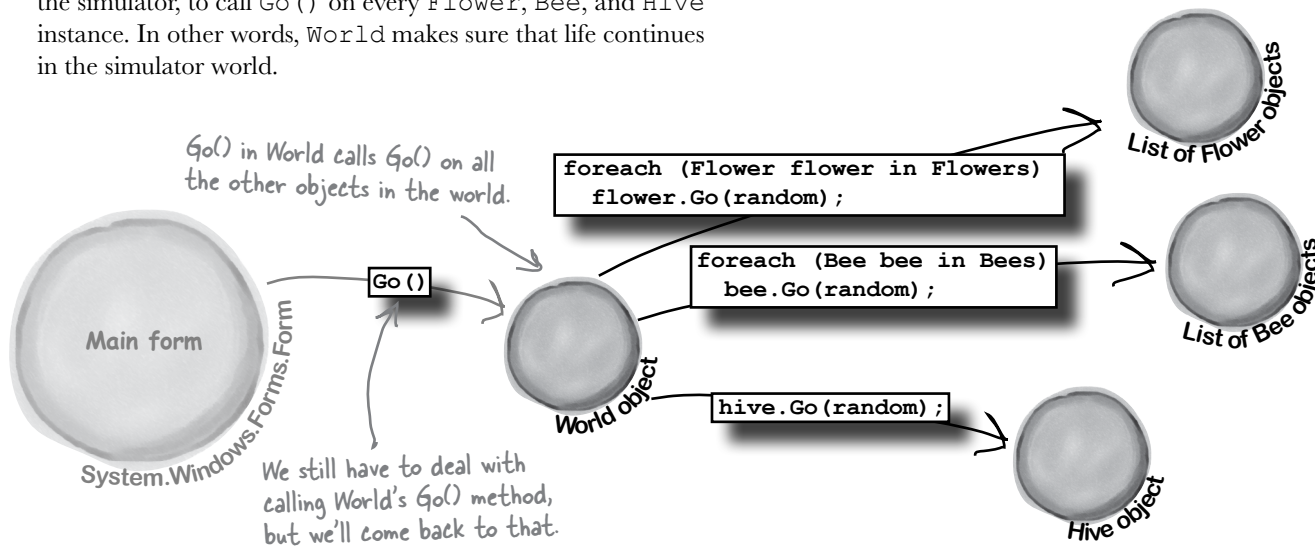 the simulator, to call Go() on every Flower, Bee, and Hive
instance. In other words, World makes sure that life continues
in the simulator world.
Go() in World calls Go() on all
the other objects in the world.
foreach (Flower flower in Flowers)
flower.Go(random);
List of Flower objects
foreach (Bee bee in Bees)
bee.Go(random);
List of Bee objects
Go()
Main form
System.Windows.Forms.Form
World object
hive.Go(random);
Hive object
We still have to deal with
calling World's Go() method,
but we'll come back to that.